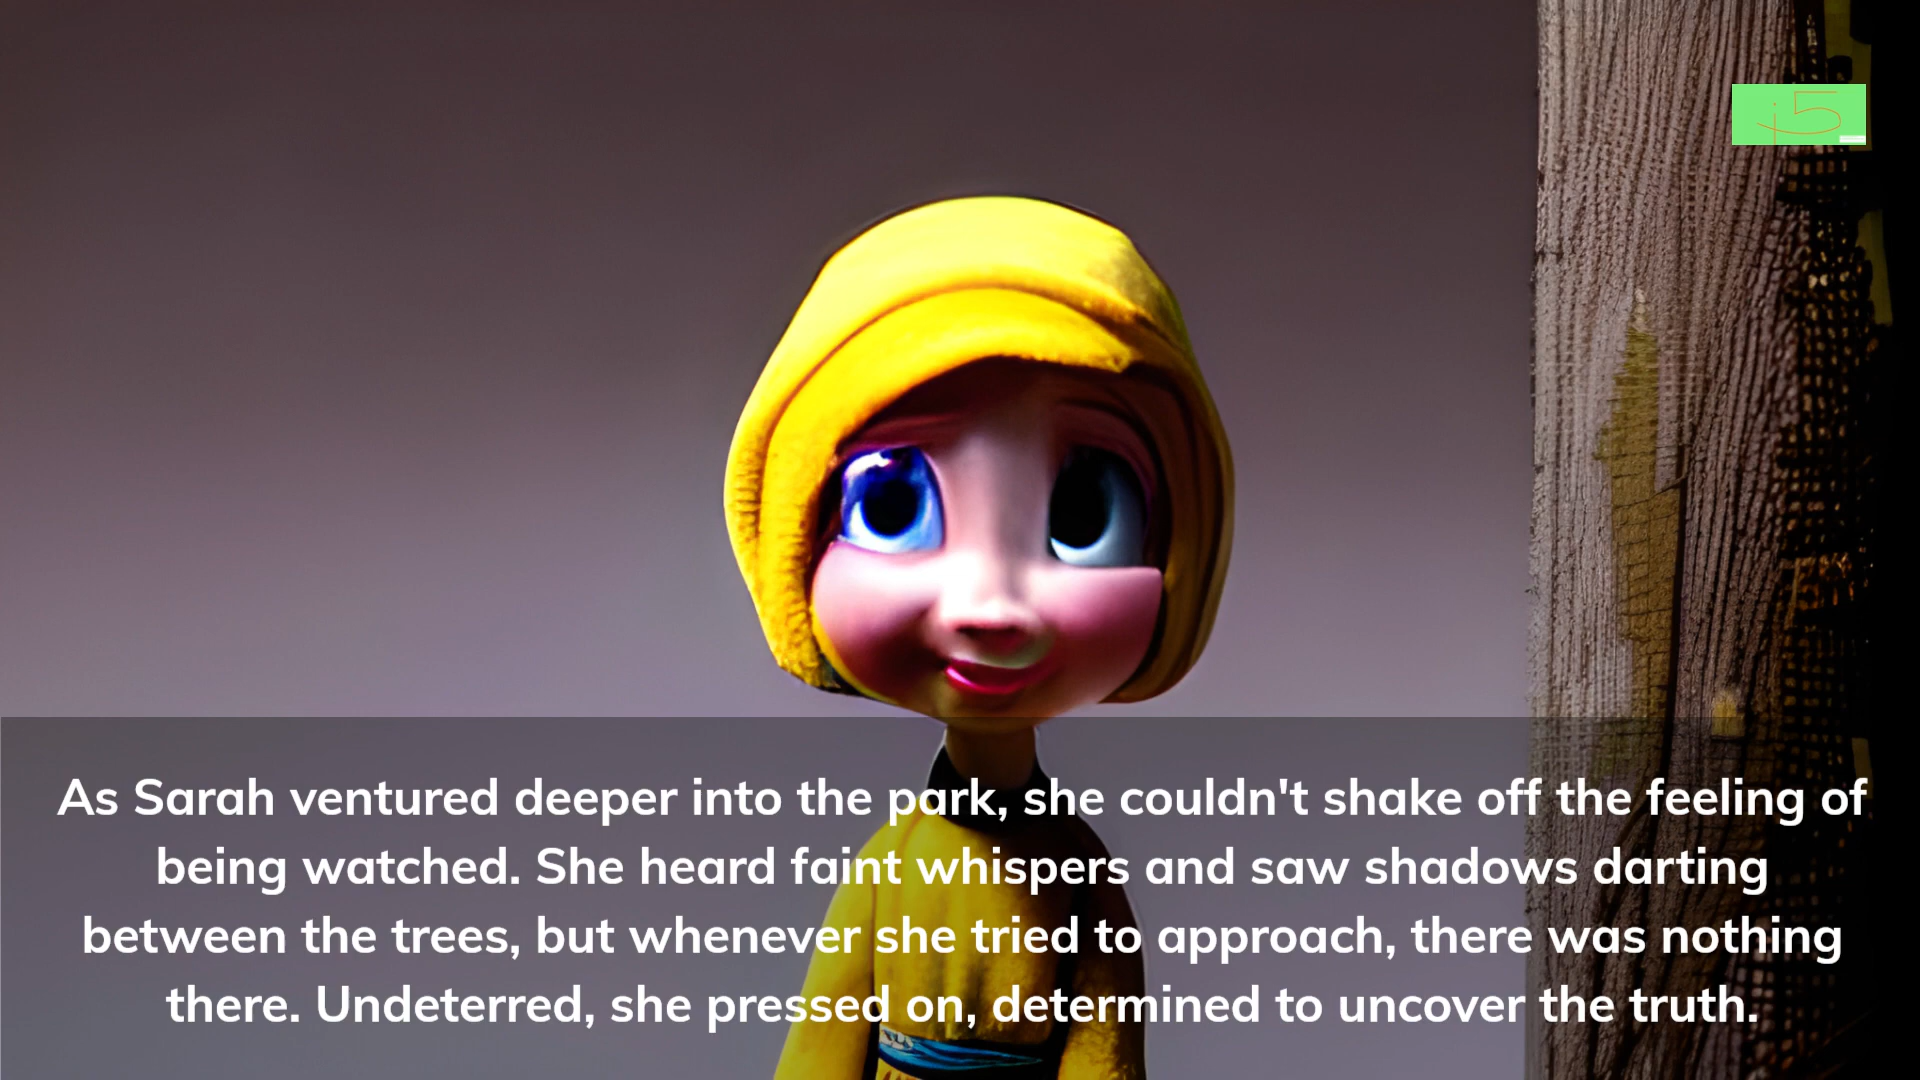 i5
As Sarah ventured deeper into the park, she couldn't shake off the feeling of
being watched. She heard faint whispers and saw shadows darting
between the trees, but whenever she tried to approach, there was nothing
there. Undeterred, she pressed on, determined to uncover the truth.